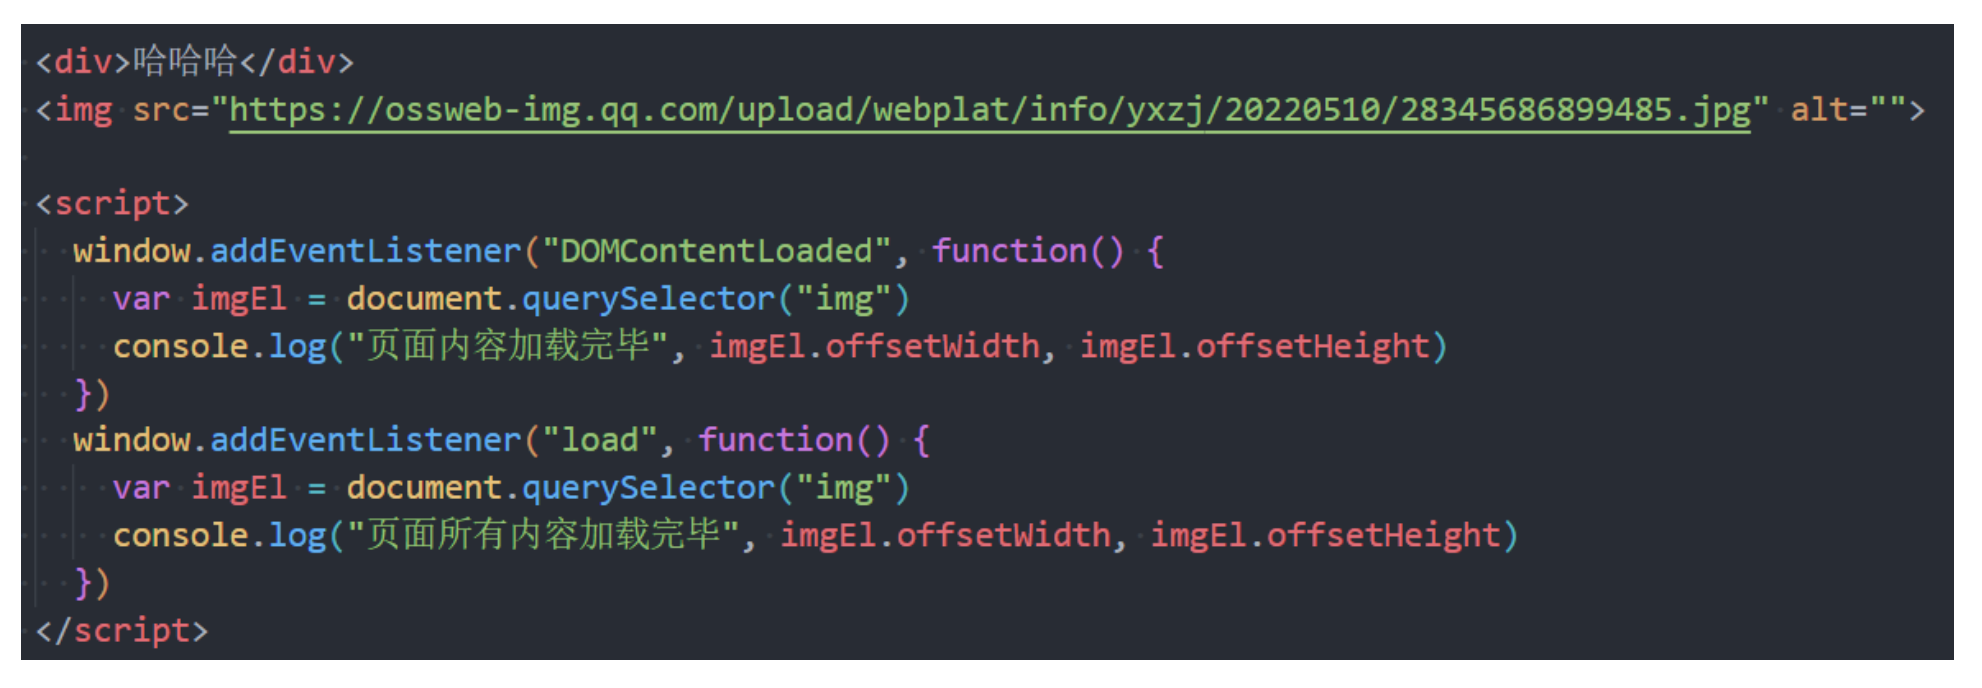 <div>哈哈哈</div>
<img src="https://ossweb-img.qq.com/upload/webplat/info/yxzj/20220510/28345686899485.jpg" alt="">
<script>
window.addEventListener("DOMContentLoaded", function() {
var imgEl = document.querySelector("img")
console.log("页面内容加载完毕", imgEl.offsetWidth, imgEl.offsetHeight)
})
window.addEventListener("load", function() {
var imgEl = document.querySelector("img")
console.log("页面所有内容加载完毕", imgEl.offsetWidth, imgEl.offsetHeight)
})
</script>